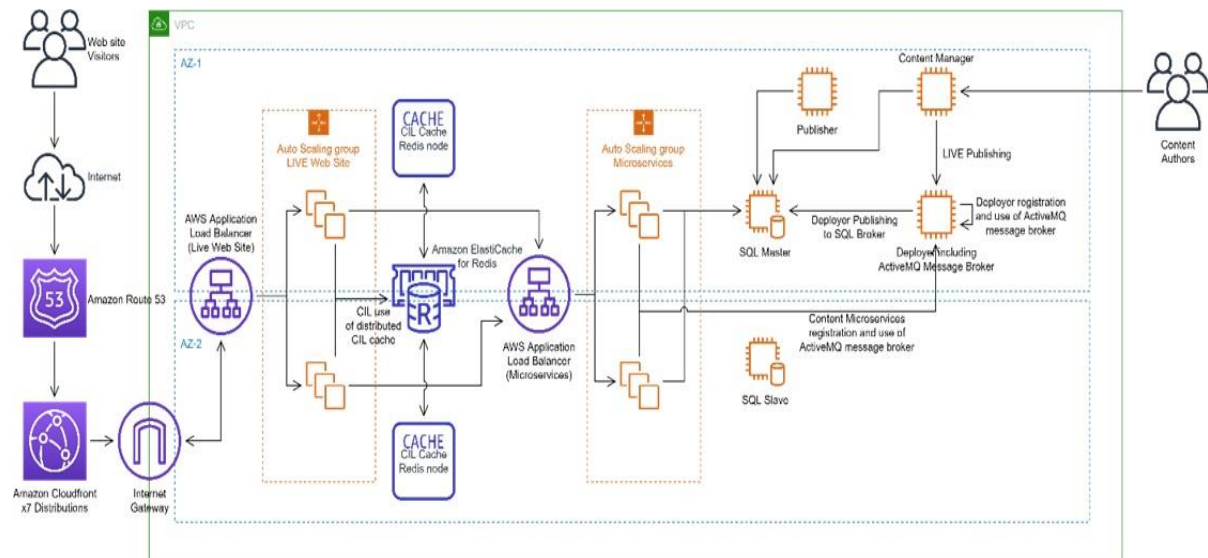 Web site
Visitors
Internet
Amazon Route 53
53
Amazon Cloudfront
x7 Distributions
Internet
Gateway
VPC
AZ-1
AZ-2
AWS Application
Load Balancer
(Live Web Site)
Auto Scaling group
LIVE Web Site
CACHE
CIL Cache
Redis node
Amazon ElastiCache
for Redis
R
CIL use
of distributed
CIL cache
CACHE
CIL Cache
Redis node
AWS Application
Load Balancer
(Microservices)
Auto Scaling group
Microservices
Publisher
Content Manager
LIVE Publishing
SQL Master
Deployor Publishing
to SQL Broker
Deployer including
ActiveMQ Message Broker
Deployor registration
and use of ActiveMQ
message broker
Content Microservices
registration and use of
ActiveMQ message broker
SQL Slave
Content
Authors